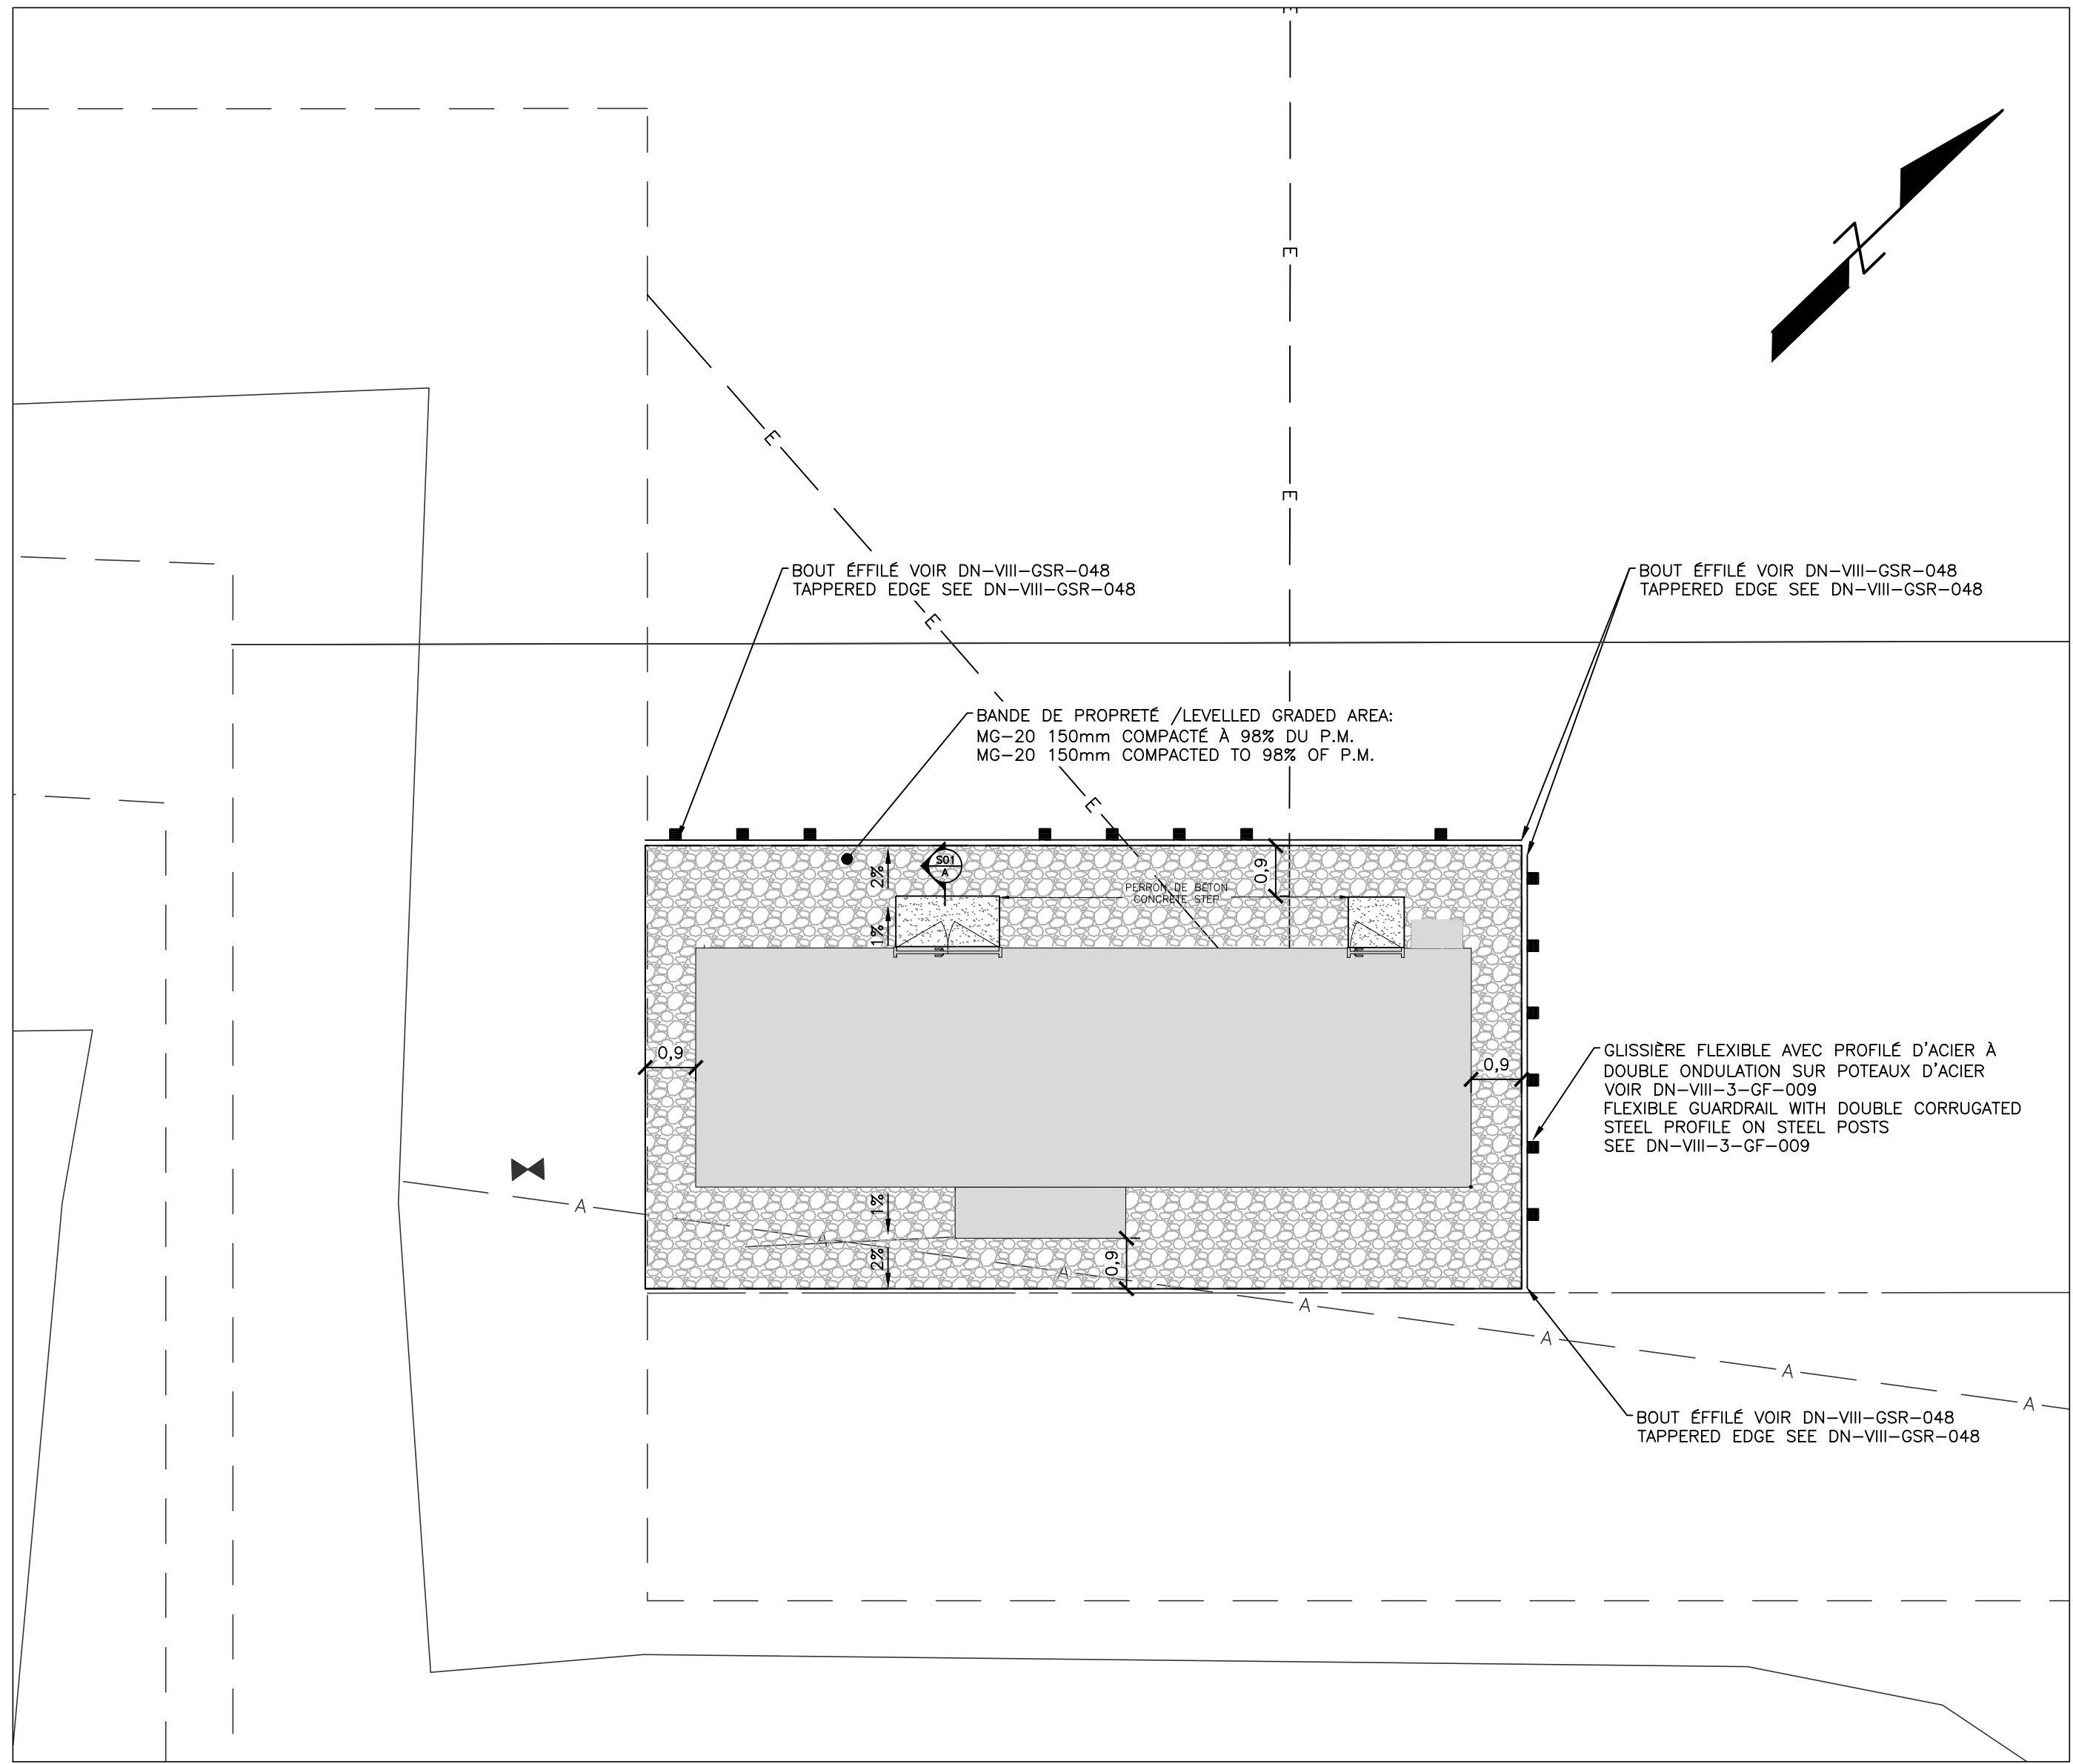 E
E
E
E
E
E
BOUT ÉFFILÉ VOIR DN-VIII-GSR-048
TAPPERED EDGE SEE DN-VIII-GSR-048
BOUT ÉFFILÉ VOIR DN-VIII-GSR-048
TAPPERED EDGE SEE DN-VIII-GSR-048
BANDE DE PROPRETÉ /LEVELLED GRADED AREA:
MG-20 150mm COMPACTÉ À 98% DU P.M.
MG-20 150mm COMPACTED TO 98% OF P.M.
2%
S01
A
0,9
PERRON DE BÉTON
CONCRETE STEP
1%
0,9
0,9
GLISSIÈRE FLEXIBLE AVEC PROFILÉ D'ACIER À
DOUBLE ONDULATION SUR POTEAUX D'ACIER
VOIR DN-VIII-3-GF-009
FLEXIBLE GUARDRAIL WITH DOUBLE CORRUGATED
STEEL PROFILE ON STEEL POSTS
SEE DN-VIII-3-GF-009
1%
2%
0,9
A
A
A
A
A
A
A
BOUT ÉFFILÉ VOIR DN-VIII-GSR-048
TAPPERED EDGE SEE DN-VIII-GSR-048
N